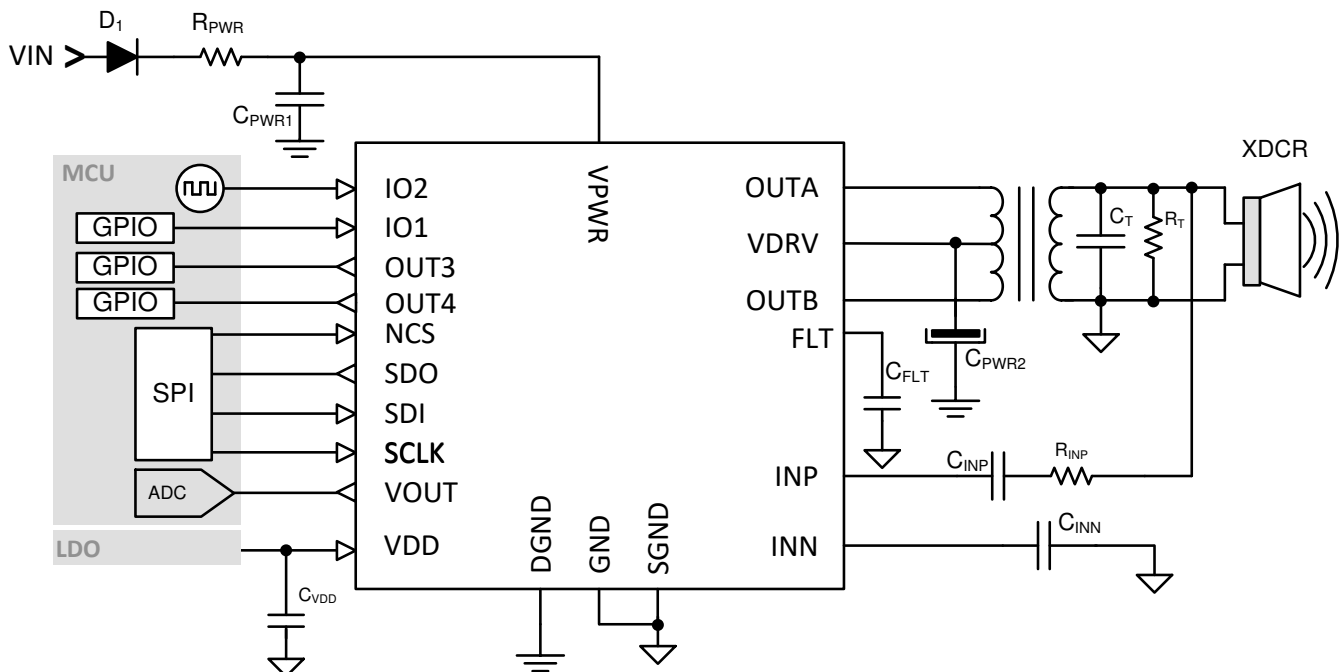 D1
RPWR
VIN
CPWR1
XDCR
MCU
VPWR
IO2
OUTA
GPIO
IO1
CT
RT
VDRV
GPIO
OUT3
GPIO
OUT4
OUTB
NCS
FLT
CPWR2
CFLT
SPI
SDO
SDI
SCLK
CINP
RINP
INP
ADC
VOUT
CINN
LDO
VDD
INN
DGND
GND
SGND
CVDD